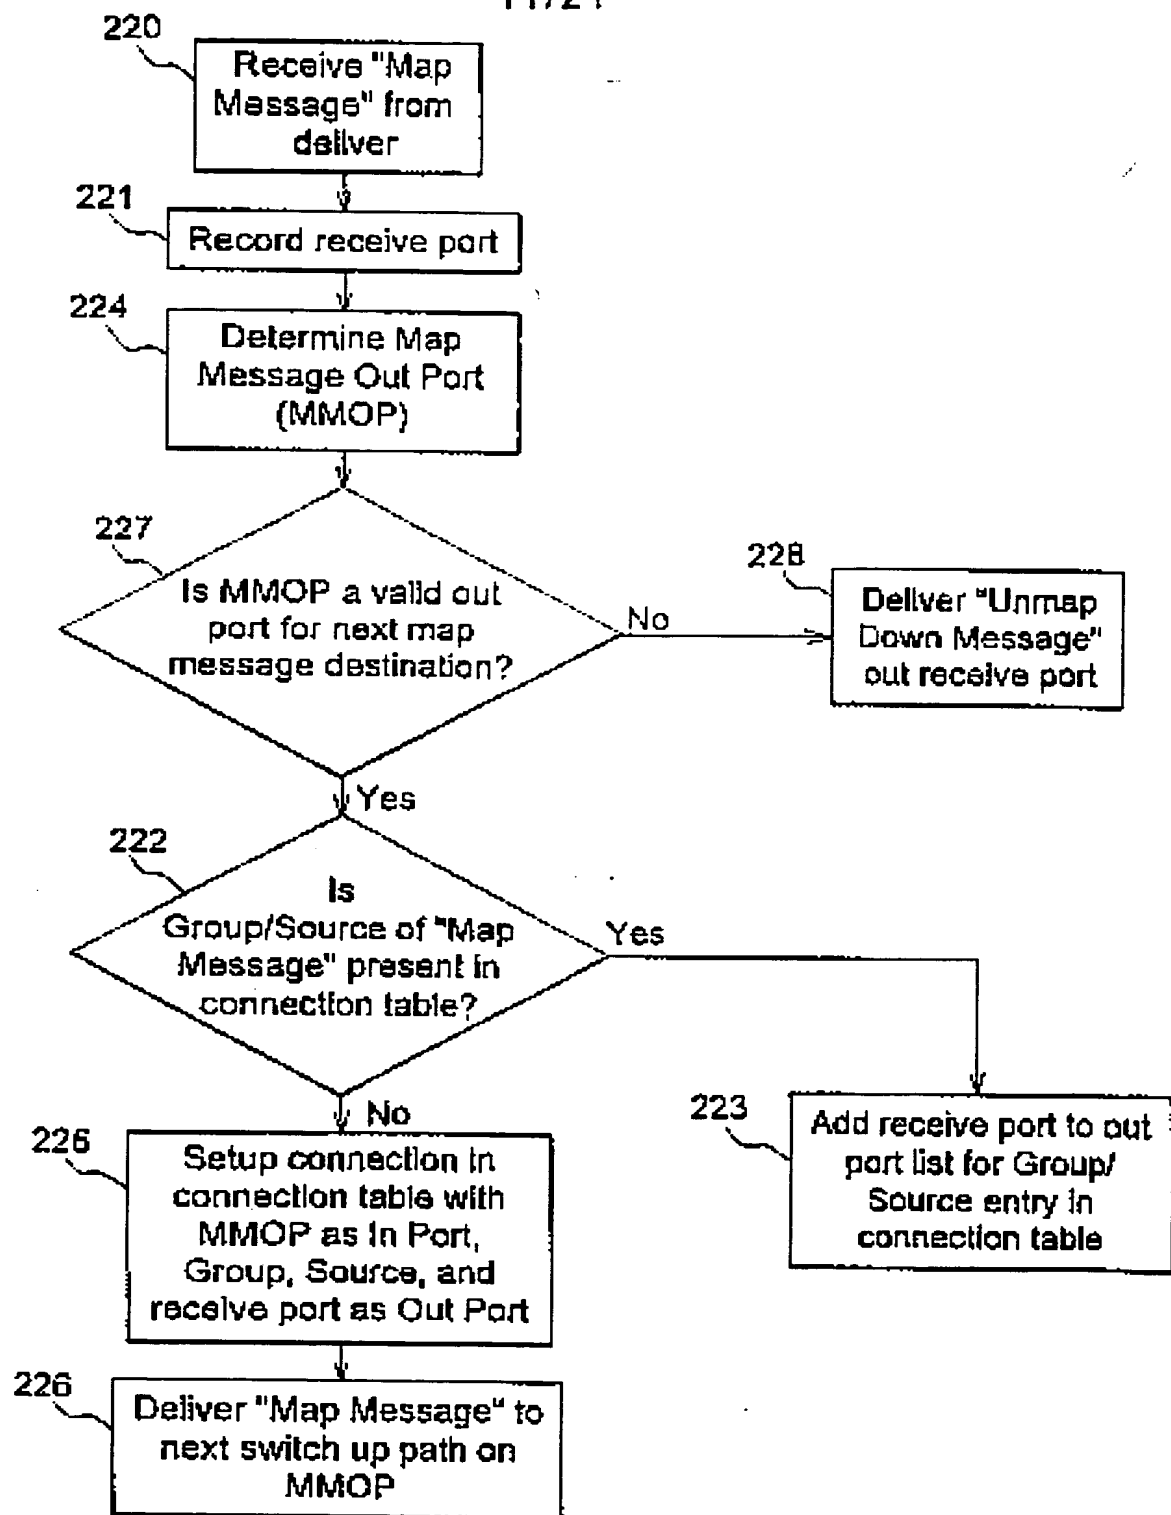 220
Receive "Map
Message" from
deliver
221
Record receive port
224
Determine Map
Message Out Port
(MMOP)
227
Is MMOP a valid out
port for next map
message destination?
No
228
Deliver "Unmap
Down Message"
out receive port
Yes
222
Is
Group/Source of "Map
Message" present in
connection table?
Yes
No
223
Add receive port to out
port list for Group/
Source entry in
connection table
226
Setup connection in
connection table with
MMOP as In Port,
Group, Source, and
receive port as Out Port
226
Deliver "Map Message" to
next switch up path on
MMOP